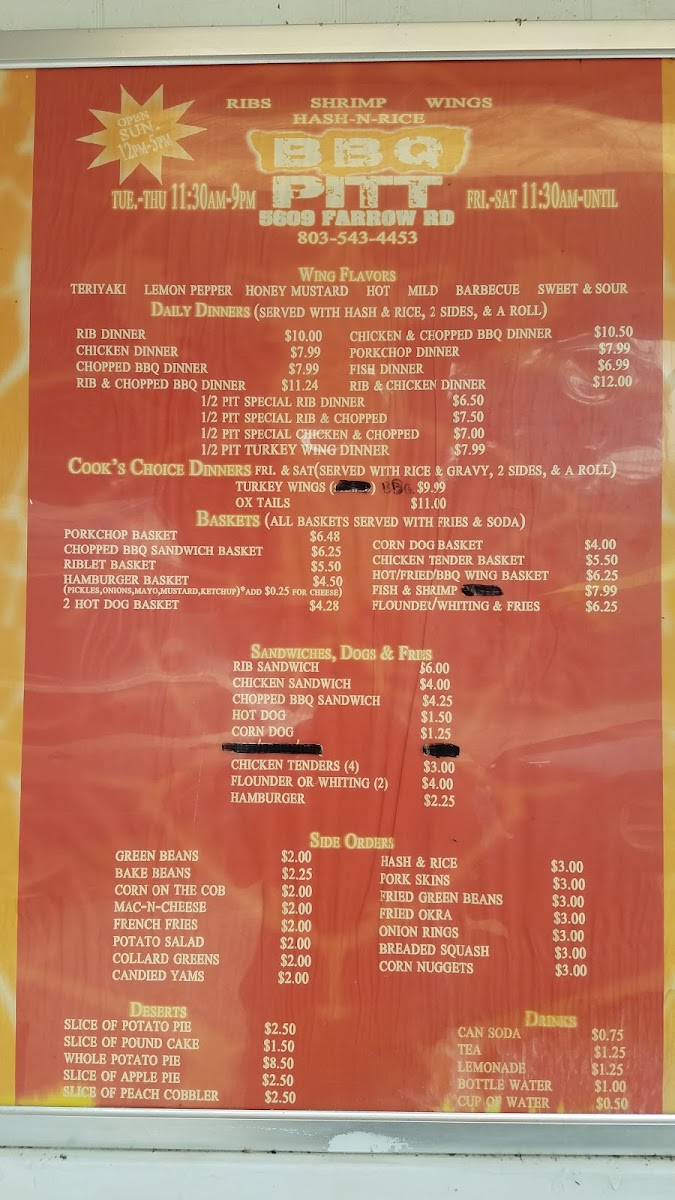 RIBS SHRIMP WINGS
HASH-N-RICE
OPEN
SUN.
12PM-5PM
BBQ
PITT
TUE.-THU 11:30AM-9PM
FRI.-SAT 11:30AM-UNTIL
5609 FARROW RD
803-543-4453
WING FLAVORS
TERIYAKI LEMON PEPPER HONEY MUSTARD HOT MILD BARBECUE SWEET & SOUR
DAILY DINNERS (SERVED WITH HASH & RICE, 2 SIDES, & A ROLL)
RIB DINNER $10.00 CHICKEN & CHOPPED BBQ DINNER $10.50
CHICKEN DINNER $7.99 PORKCHOP DINNER $7.99
CHOPPED BBQ DINNER $7.99 FISH DINNER $6.99
RIB & CHOPPED BBQ DINNER $11.24 RIB & CHICKEN DINNER $12.00
1/2 PIT SPECIAL RIB DINNER $6.50
1/2 PIT SPECIAL RIB & CHOPPED $7.50
1/2 PIT SPECIAL CHICKEN & CHOPPED $7.00
1/2 PIT TURKEY WING DINNER $7.99
COOK'S CHOICE DINNERS FRI. & SAT(SERVED WITH RICE & GRAVY, 2 SIDES, & A ROLL)
TURKEY WINGS ( ) BBQ $9.99
OX TAILS $11.00
BASKETS (ALL BASKETS SERVED WITH FRIES & SODA)
PORKCHOP BASKET $6.48
CHOPPED BBQ SANDWICH BASKET $6.25
RIBLET BASKET $5.50
HAMBURGER BASKET $4.50
(PICKLES,ONIONS,MAYO,MUSTARD,KETCHUP)*ADD $0.25 FOR CHEESE)
2 HOT DOG BASKET $4.28
CORN DOG BASKET $4.00
CHICKEN TENDER BASKET $5.50
HOT/FRIED/BBQ WING BASKET $6.25
FISH & SHRIMP $7.99
FLOUNDER/WHITING & FRIES $6.25
SANDWICHES, DOGS & FRIES
RIB SANDWICH $6.00
CHICKEN SANDWICH $4.00
CHOPPED BBQ SANDWICH $4.25
HOT DOG $1.50
CORN DOG $1.25
CHICKEN TENDERS (4) $3.00
FLOUNDER OR WHITING (2) $4.00
HAMBURGER $2.25
SIDE ORDERS
GREEN BEANS $2.00
BAKE BEANS $2.25
CORN ON THE COB $2.00
MAC-N-CHEESE $2.00
FRENCH FRIES $2.00
POTATO SALAD $2.00
COLLARD GREENS $2.00
CANDIED YAMS $2.00
HASH & RICE $3.00
PORK SKINS $3.00
FRIED GREEN BEANS $3.00
FRIED OKRA $3.00
ONION RINGS $3.00
BREADED SQUASH $3.00
CORN NUGGETS $3.00
DESERTS
SLICE OF POTATO PIE $2.50
SLICE OF POUND CAKE $1.50
WHOLE POTATO PIE $8.50
SLICE OF APPLE PIE $2.50
SLICE OF PEACH COBBLER $2.50
DRINKS
CAN SODA $0.75
TEA $1.25
LEMONADE $1.25
BOTTLE WATER $1.00
CUP OF WATER $0.50